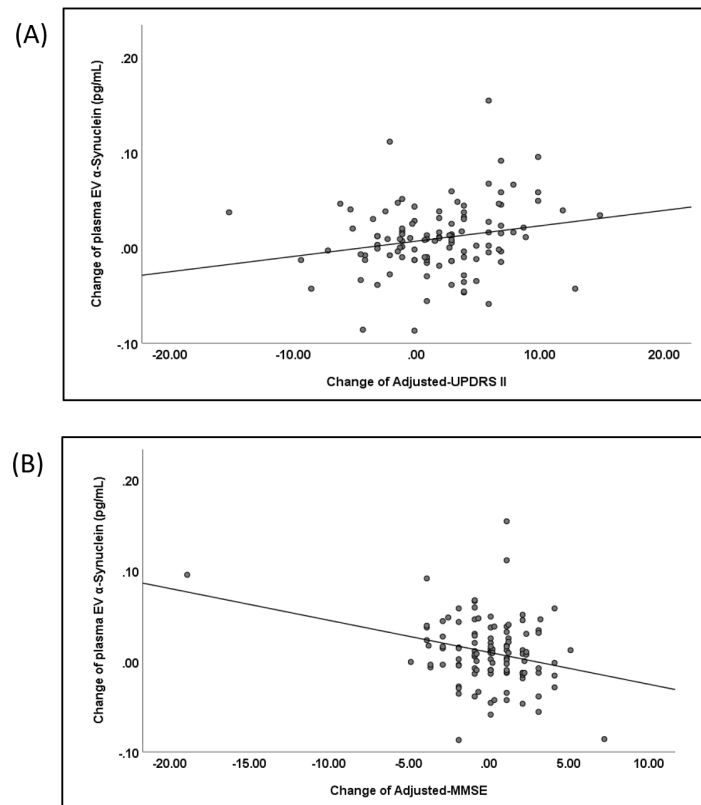 (A)
Change of plasma EV α-Synuclein (pg/mL)
.20
.10
.00
-.10
-20.00 -10.00 .00 10.00 20.00
Change of Adjusted-UPDRS II
(B)
Change of plasma EV α-Synuclein (pg/mL)
.20
.10
.00
-.10
-20.00 -15.00 -10.00 -5.00 .00 5.00 10.00
Change of Adjusted-MMSE